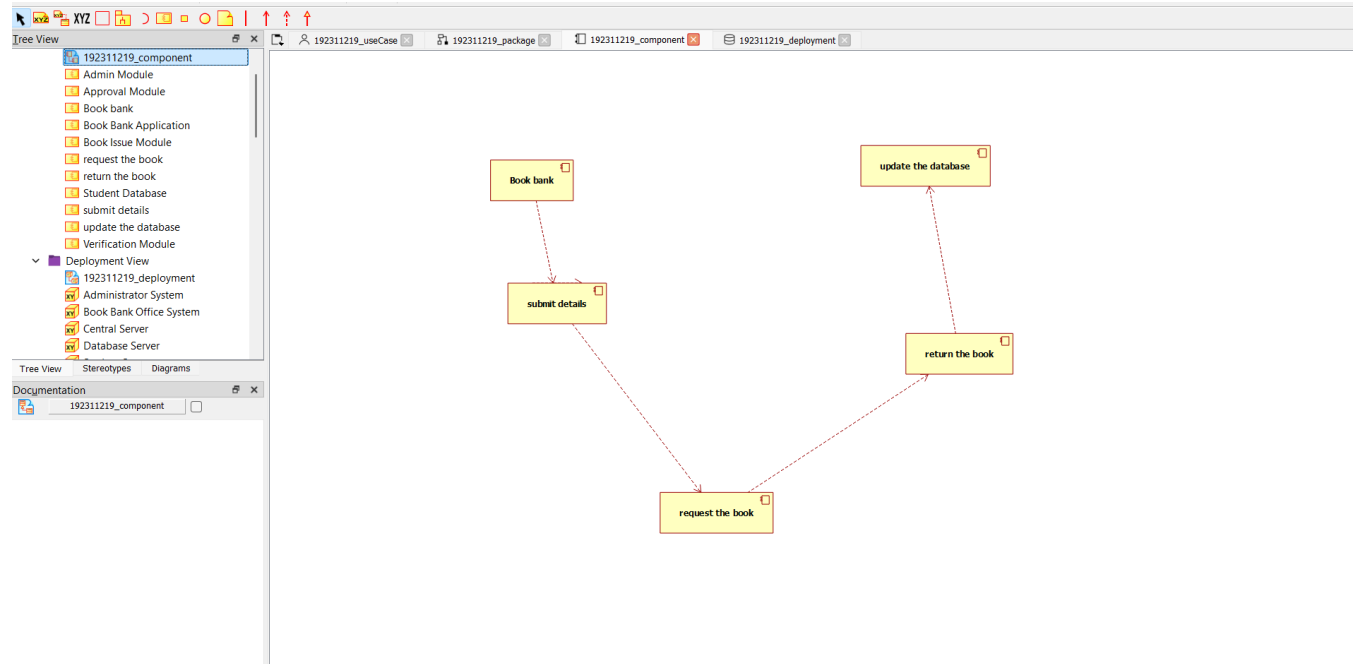 XYZ
XYZ
Tree View
192311219_useCase
192311219_package
192311219_component
192311219_deployment
192311219_component
Admin Module
Approval Module
Book bank
Book Bank Application
Book Issue Module
request the book
return the book
Student Database
submit details
update the database
Verification Module
Deployment View
192311219_deployment
Administrator System
Book Bank Office System
Central Server
Database Server
Tree View
Stereotypes
Diagrams
Documentation
192311219_component
Book bank
update the database
submit details
return the book
request the book